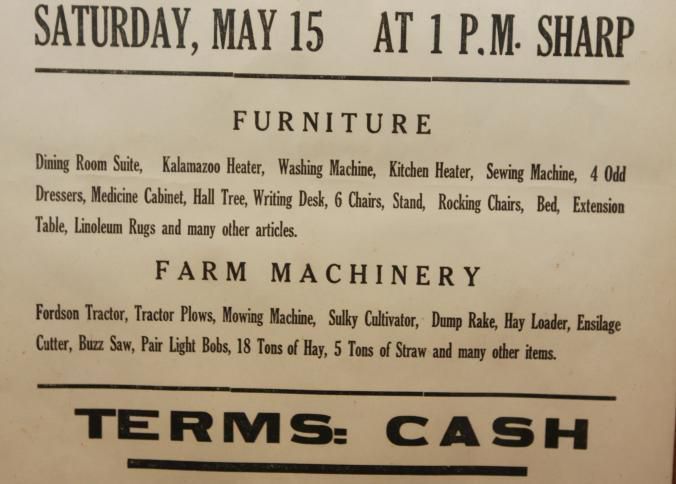 SATURDAY, MAY 15 AT 1 P.M. SHARP
FURNITURE
Dining Room Suite, Kalamazoo Heater, Washing Machine, Kitchen Heater, Sewing Machine, 4 Odd
Dressers, Medicine Cabinet, Hall Tree, Writing Desk, 6 Chairs, Stand, Rocking Chairs, Bed, Extension
Table, Linoleum Rugs and many other articles.
FARM MACHINERY
Fordson Tractor, Tractor Plows, Mowing Machine, Sulky Cultivator, Dump Rake, Hay Loader, Ensilage
Cutter, Buzz Saw, Pair Light Bobs, 18 Tons of Hay, 5 Tons of Straw and many other items.
TERMS: CASH